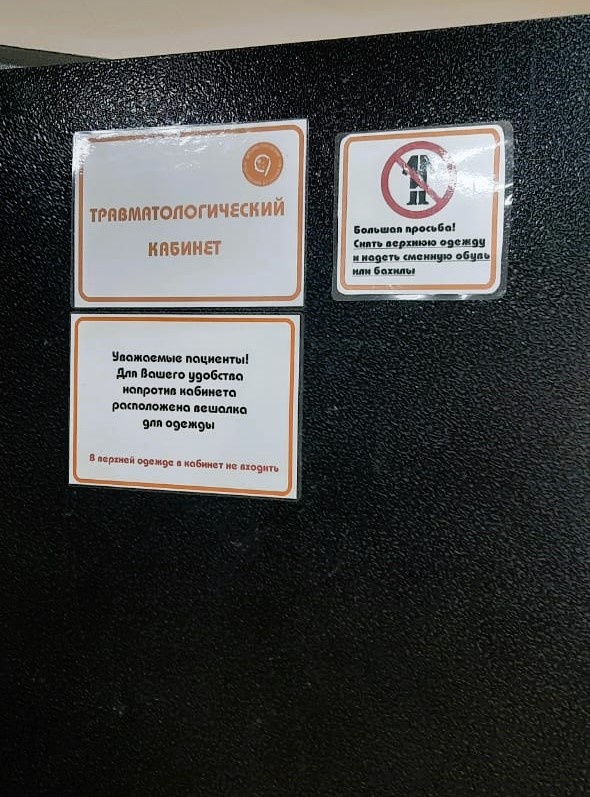 ТРАВМАТОЛОГИЧЕСКИЙ
КАБИНЕТ
Большая просьба!
Снять верхнюю одежду
и надеть сменную обувь
или бахилы
Уважаемые пациенты!
Для Вашего удобства
напротив кабинета
расположена вешалка
для одежды
В верхней одежде в кабинет не входить